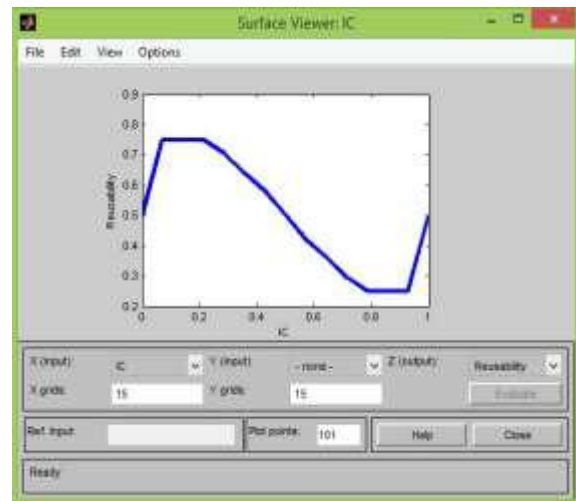 Surface Viewer: IC
File Edit View Options
0.9
0.8
0.7
0.6
0.5
0.4
0.3
0.2
Reusability
0 0.2 0.4 0.6 0.8 1
IC
X (input): IC Y (input): - none - Z (output): Reusability
X grids: 15 Y grids: 15 Evaluate
Ref. Input: Plot points: 101 Help Close
Ready